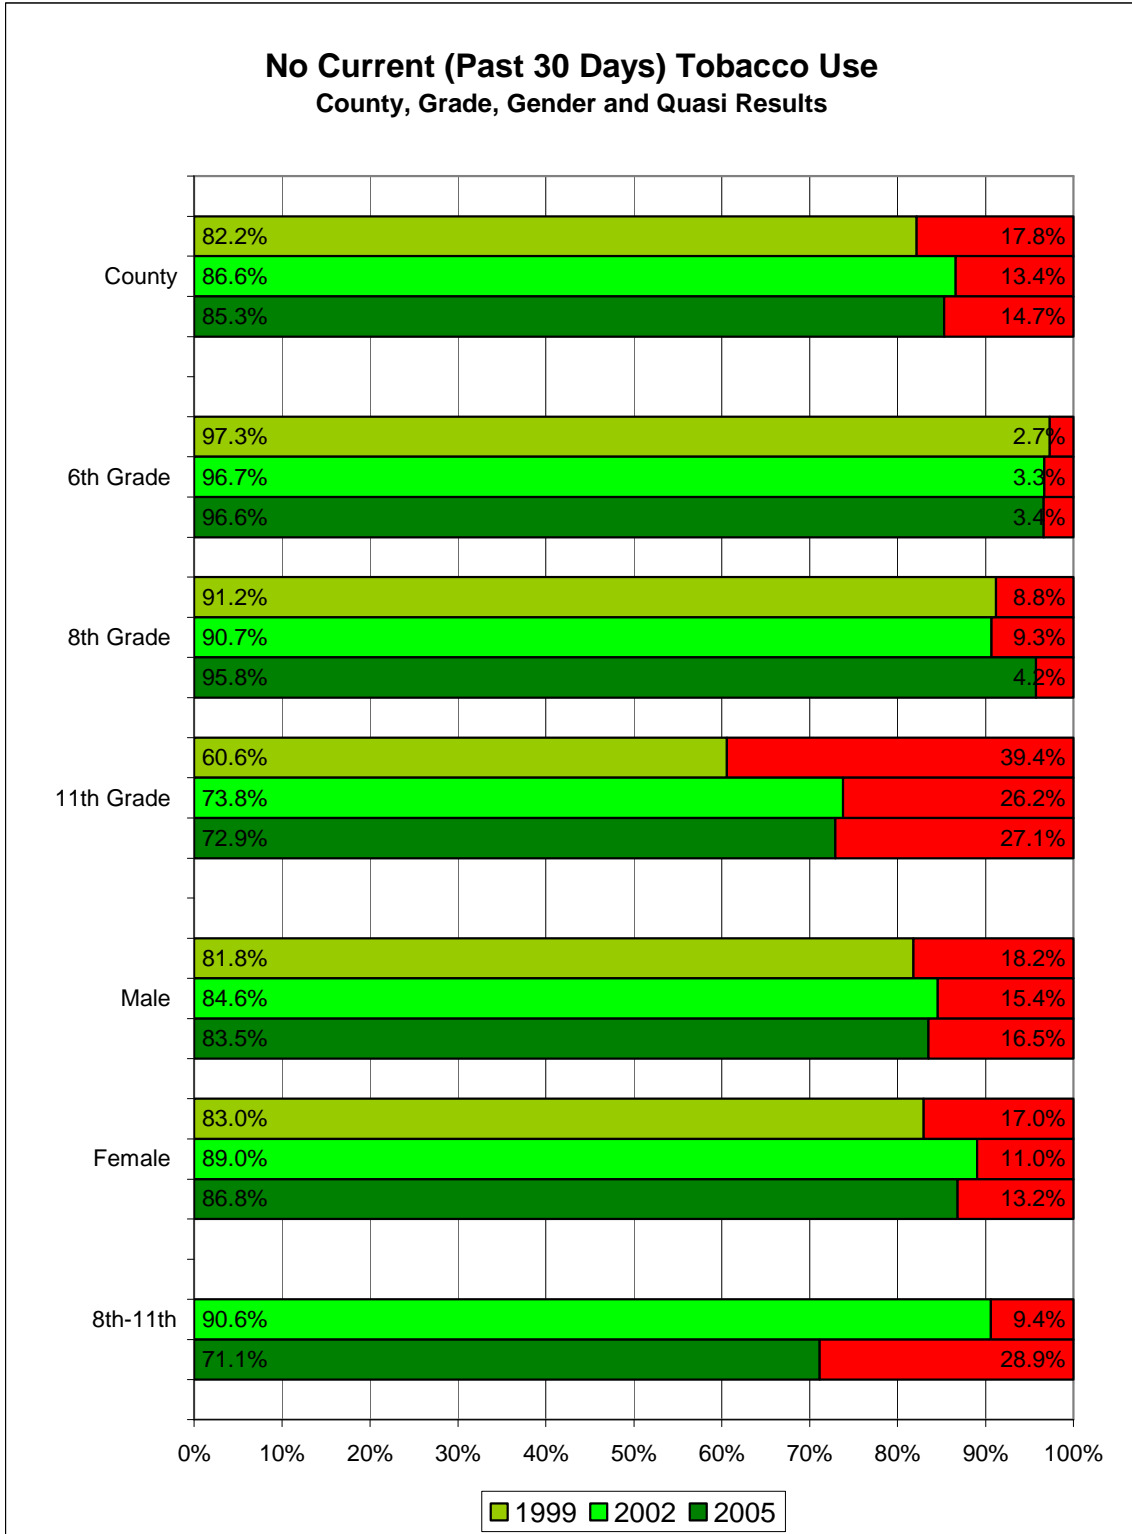 No Current (Past 30 Days) Tobacco Use
County, Grade, Gender and Quasi Results
82.2% 17.8%
County 86.6% 13.4%
85.3% 14.7%
97.3% 2.7%
6th Grade 96.7% 3.3%
96.6% 3.4%
91.2% 8.8%
8th Grade 90.7% 9.3%
95.8% 4.2%
60.6% 39.4%
11th Grade 73.8% 26.2%
72.9% 27.1%
81.8% 18.2%
Male 84.6% 15.4%
83.5% 16.5%
83.0% 17.0%
Female 89.0% 11.0%
86.8% 13.2%
8th-11th 90.6% 9.4%
71.1% 28.9%
0% 10% 20% 30% 40% 50% 60% 70% 80% 90% 100%
1999 2002 2005